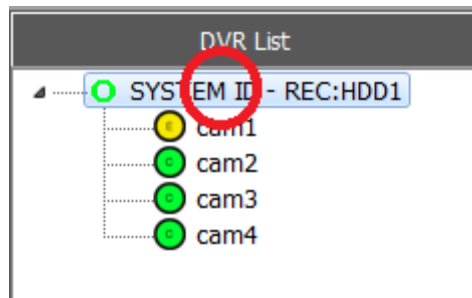 DVR List
SYSTEM ID - REC:HDD1
E cam1
C cam2
C cam3
C cam4